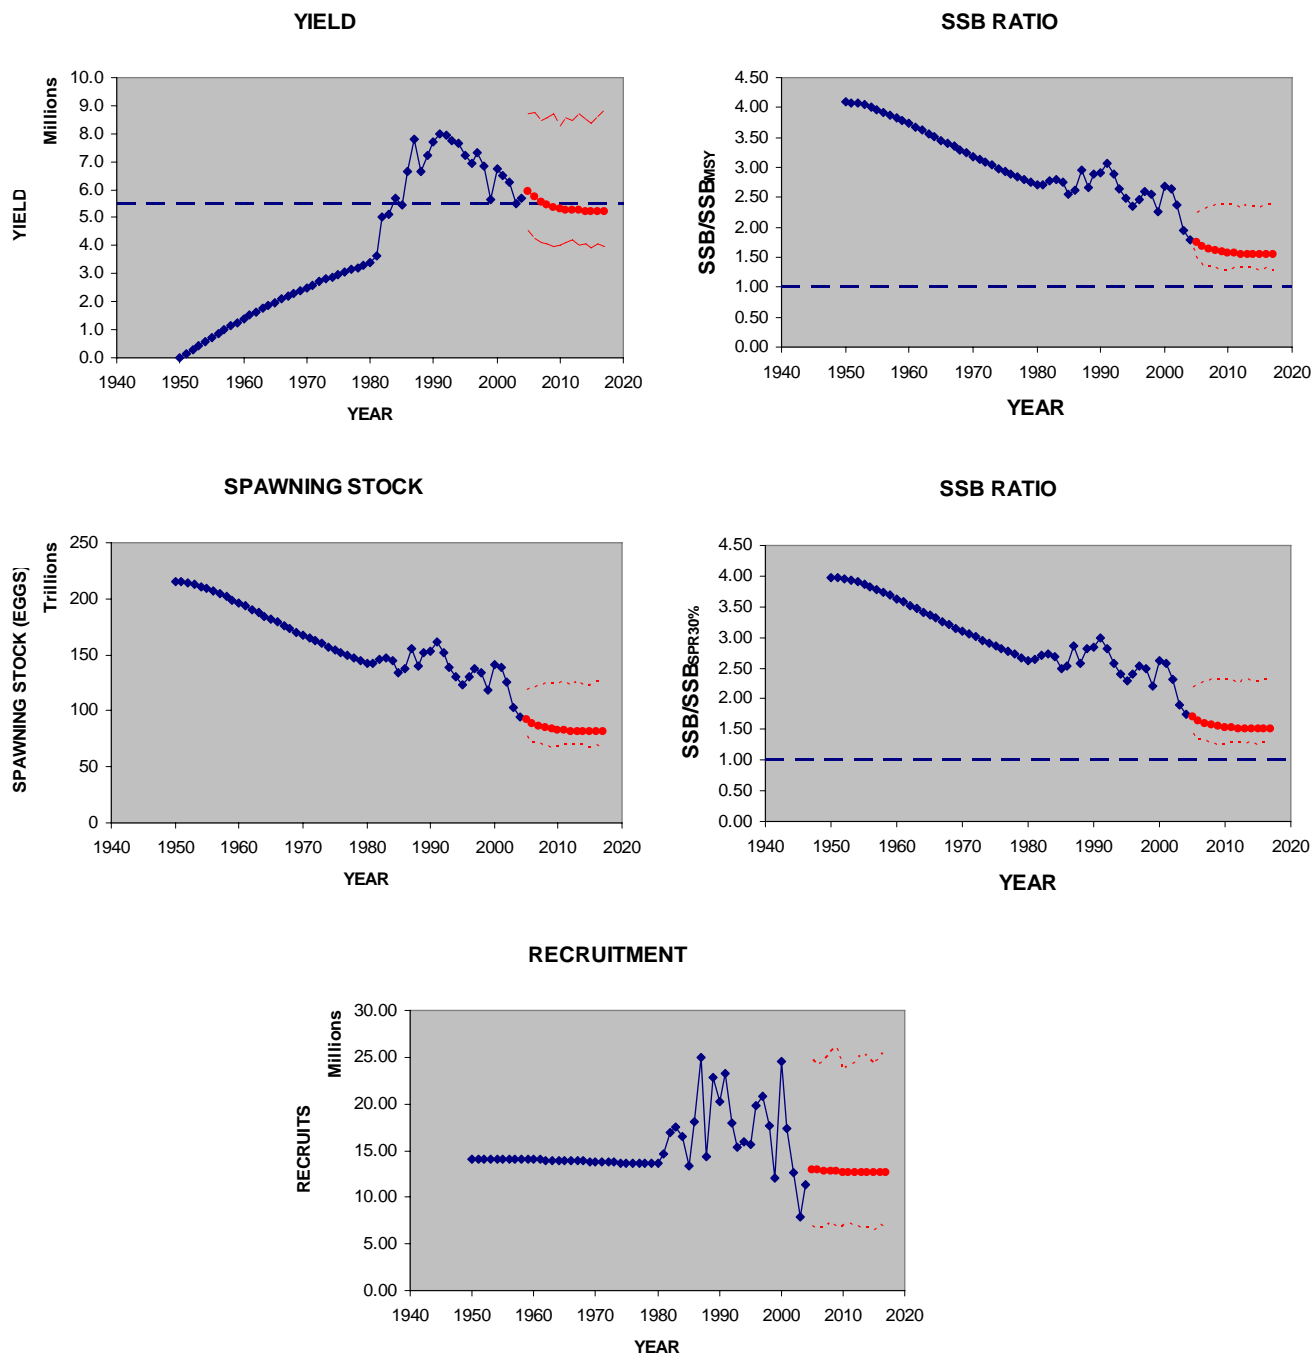 YIELD
Millions
YIELD
10.0
9.0
8.0
7.0
6.0
5.0
4.0
3.0
2.0
1.0
0.0
1940 1950 1960 1970 1980 1990 2000 2010 2020
YEAR
SSB RATIO
SSB/SSBMSY
4.50
4.00
3.50
3.00
2.50
2.00
1.50
1.00
0.50
0.00
1940 1950 1960 1970 1980 1990 2000 2010 2020
YEAR
SPAWNING STOCK
SPAWNING STOCK (EGGS)
Trillions
250
200
150
100
50
0
1940 1950 1960 1970 1980 1990 2000 2010 2020
YEAR
SSB RATIO
SSB/SSBSPR30%
4.50
4.00
3.50
3.00
2.50
2.00
1.50
1.00
0.50
0.00
1940 1950 1960 1970 1980 1990 2000 2010 2020
YEAR
RECRUITMENT
Millions
RECRUITS
30.00
25.00
20.00
15.00
10.00
5.00
0.00
1940 1950 1960 1970 1980 1990 2000 2010 2020
YEAR